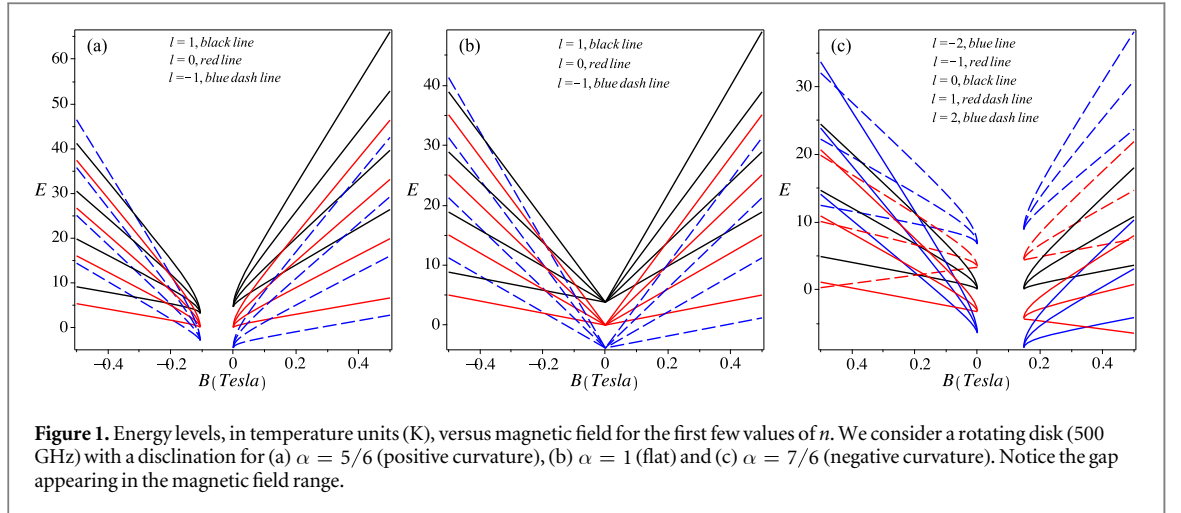 (a)
l = 1, black line
l = 0, red line
l = −1, blue dash line
60
50
40
30
20
10
0
E
−0.4
−0.2
0
0.2
0.4
B (Tesla)
(b)
l = 1, black line
l = 0, red line
l = −1, blue dash line
40
30
20
10
0
E
−0.4
−0.2
0
0.2
0.4
B (Tesla)
(c)
l = −2, blue line
l = −1, red line
l = 0, black line
l = 1, red dash line
l = 2, blue dash line
30
20
10
0
E
−0.4
−0.2
0
0.2
0.4
B (Tesla)
Figure 1. Energy levels, in temperature units (K), versus magnetic field for the first few values of n. We consider a rotating disk (500
GHz) with a disclination for (a) α = 5/6 (positive curvature), (b) α = 1 (flat) and (c) α = 7/6 (negative curvature). Notice the gap
appearing in the magnetic field range.